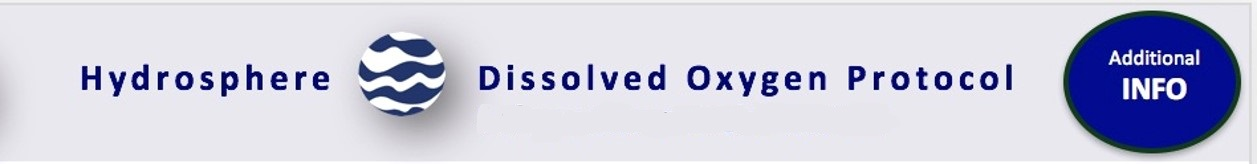 Hydrosphere Dissolved Oxygen Protocol
Additional
INFO